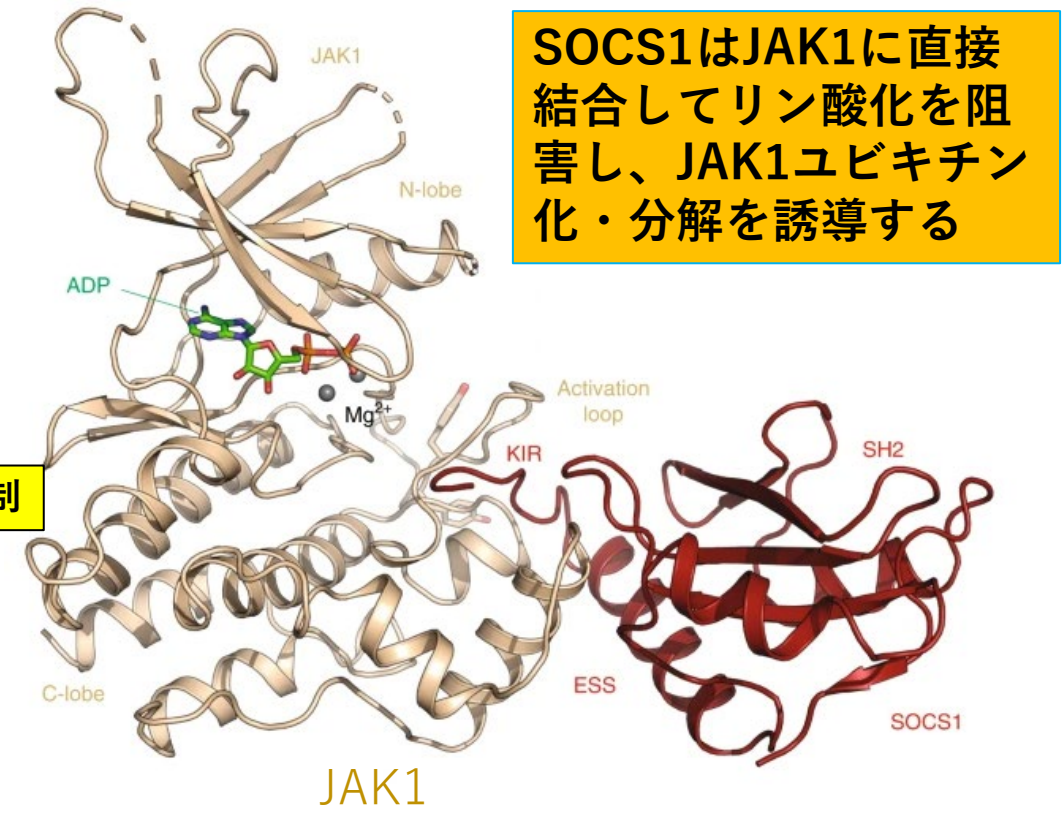 SOCS1はJAK1に直接
結合してリン酸化を阻
害し、JAK1ユビキチン
化・分解を誘導する
JAK1
N-lobe
ADP
Mg²⁺
Activation
loop
KIR
SH2
制
C-lobe
ESS
SOCS1
JAK1